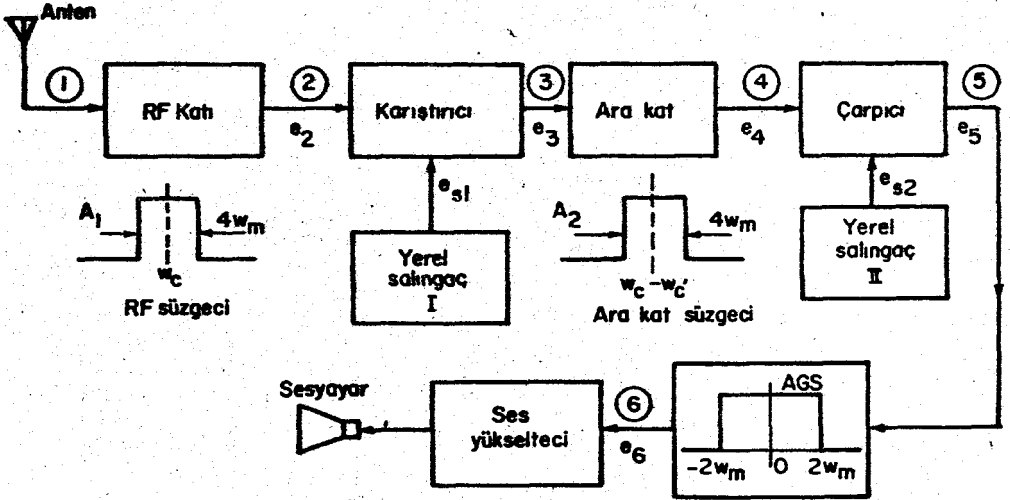 Anten
1
RF Katı
2
e2
Karıştırıcı
3
e3
Ara kat
4
e4
Çarpıcı
5
e5
es1
es2
A1
4wm
wc
RF süzgeci
Yerel
salıngaç
I
A2
4wm
wc -wc'
Ara kat süzgeci
Yerel
salıngaç
II
Sesyayar
Ses
yükselteci
6
e6
AGS
-2wm
0
2wm